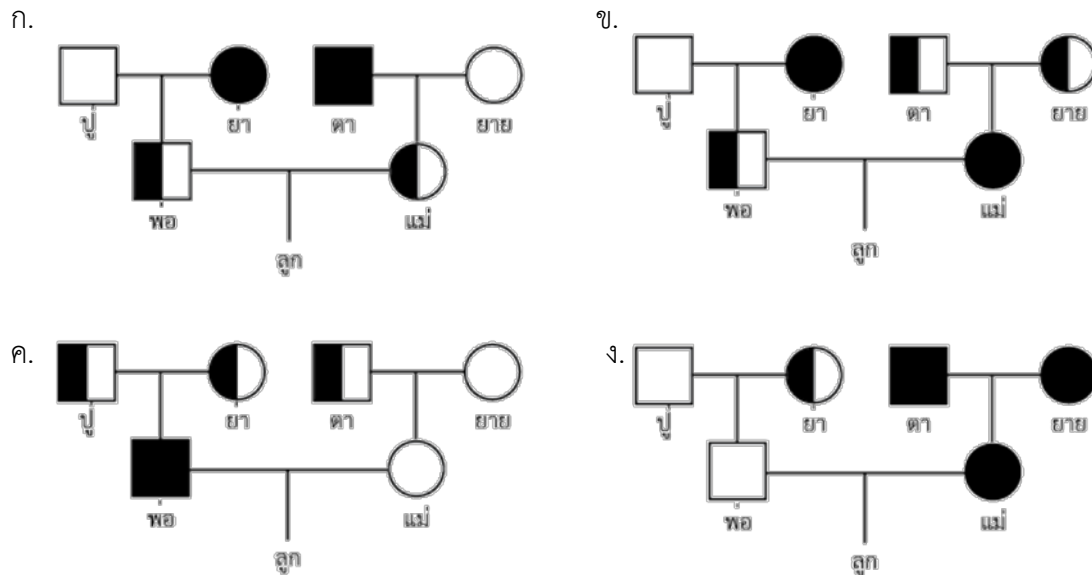 ก.
ปู่ ยา ตา ยาย
พอ แม่
ลูก
ข.
ปู่ ยา ตา ยาย
พอ แม่
ลูก
ค.
ปู่ ยา ตา ยาย
พอ แม่
ลูก
ง.
ปู่ ยา ตา ยาย
พอ แม่
ลูก